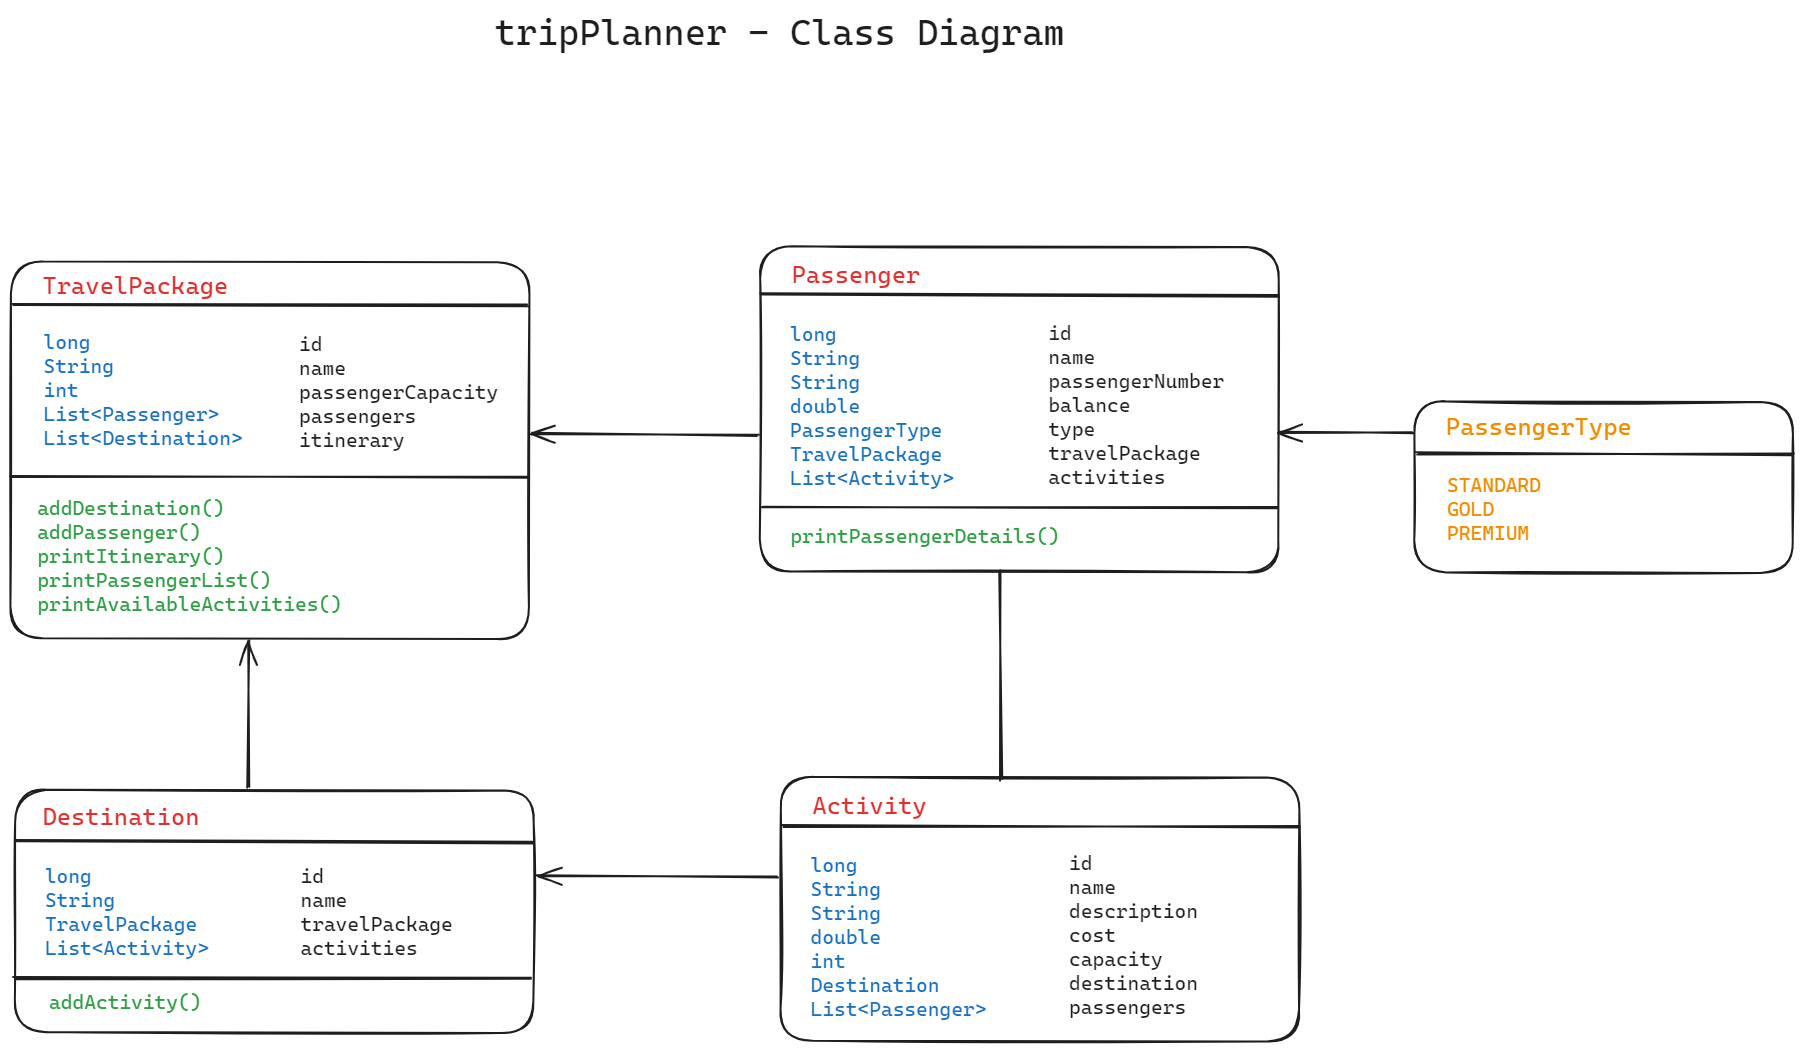 tripPlanner - Class Diagram
TravelPackage
long id
String name
int passengerCapacity
List<Passenger> passengers
List<Destination> itinerary
addDestination()
addPassenger()
printItinerary()
printPassengerList()
printAvailableActivities()
Passenger
long id
String name
String passengerNumber
double balance
PassengerType type
TravelPackage travelPackage
List<Activity> activities
printPassengerDetails()
PassengerType
STANDARD
GOLD
PREMIUM
Destination
long id
String name
TravelPackage travelPackage
List<Activity> activities
addActivity()
Activity
long id
String name
String description
double cost
int capacity
Destination destination
List<Passenger> passengers